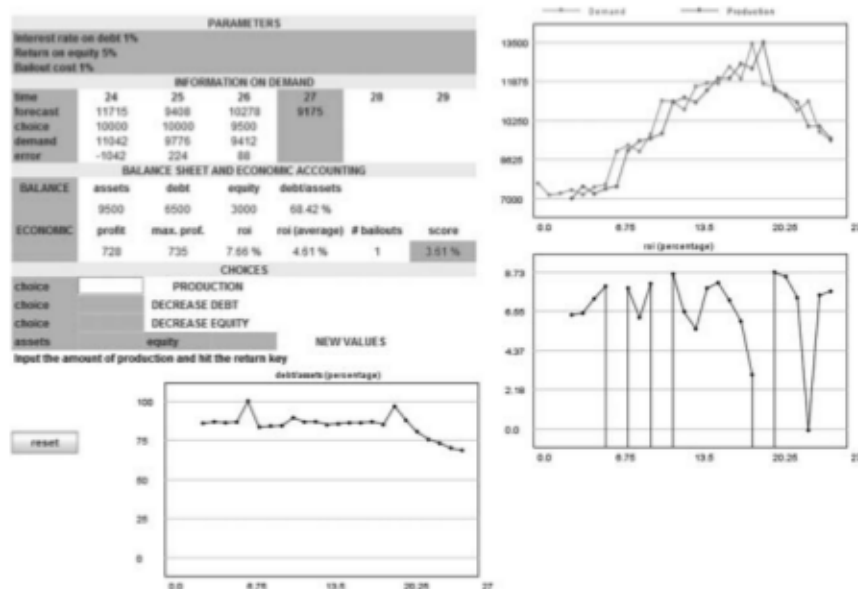 PARAMETERS
Interest rate on debt 1%
Return on equity 5%
Bailout cost 1%
INFORMATION ON DEMAND
time 24 25 26 27 28 29
forecast 11715 9408 10278 9175
choice 10000 10000 9500
demand 11042 9776 9412
error -1042 224 88
BALANCE SHEET AND ECONOMIC ACCOUNTING
BALANCE assets debt equity debt/assets
9500 6500 3000 68.42 %
ECONOMIC profit max. prof. roi roi (average) # bailouts score
728 735 7.66 % 4.61 % 1 3.61 %
CHOICES
choice PRODUCTION
choice DECREASE DEBT
choice DECREASE EQUITY
assets equity NEW VALUES
Input the amount of production and hit the return key
reset
debt/assets (percentage)
100
75
50
25
0
0.0 6.75 13.5 20.25 27
Demand Production
13500
11875
10250
8625
7000
0.0 6.75 13.5 20.25 27
roi (percentage)
8.73
6.55
4.37
2.18
0.0
0.0 6.75 13.5 20.25 27